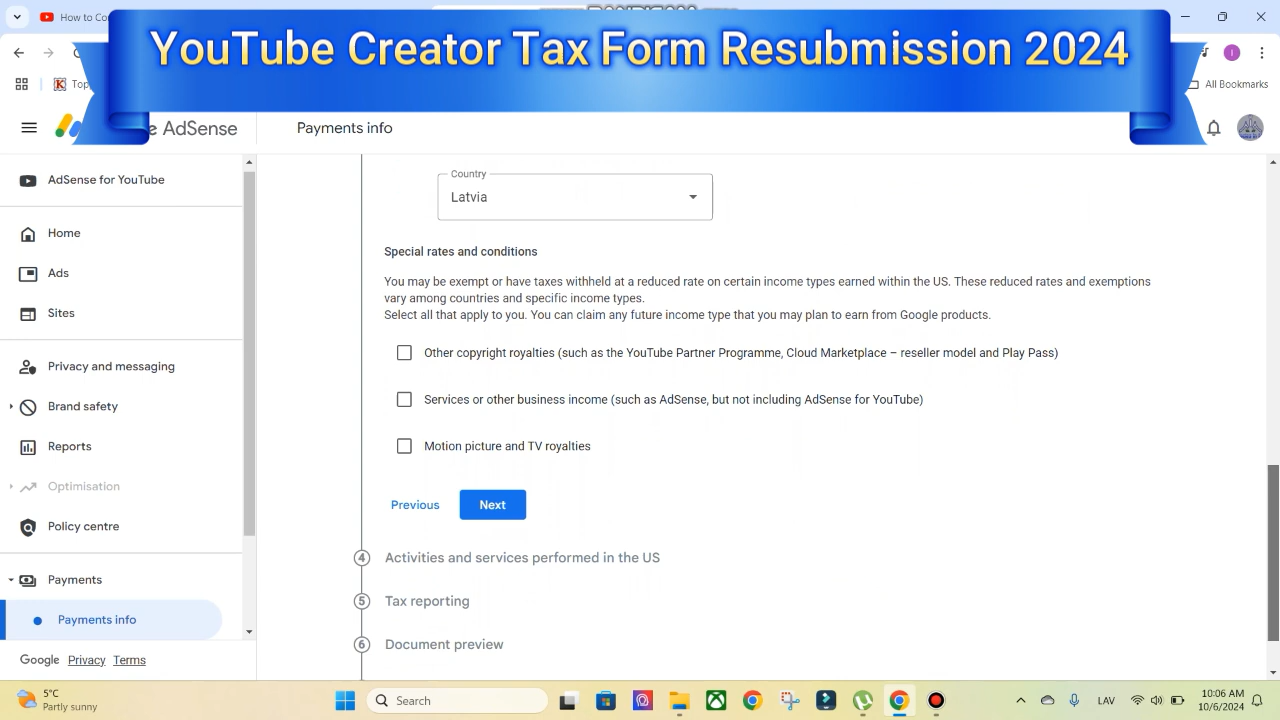 How to Co
YouTube Creator Tax Form Resubmission 2024
Top
All Bookmarks
e AdSense
Payments info
AdSense for YouTube
Home
Ads
Sites
Privacy and messaging
Brand safety
Reports
Optimisation
Policy centre
Payments
Payments info
Google Privacy Terms
Country
Latvia
Special rates and conditions
You may be exempt or have taxes withheld at a reduced rate on certain income types earned within the US. These reduced rates and exemptions
vary among countries and specific income types.
Select all that apply to you. You can claim any future income type that you may plan to earn from Google products.
Other copyright royalties (such as the YouTube Partner Programme, Cloud Marketplace – reseller model and Play Pass)
Services or other business income (such as AdSense, but not including AdSense for YouTube)
Motion picture and TV royalties
Previous Next
4 Activities and services performed in the US
5 Tax reporting
6 Document preview
5°C
Partly sunny
Search
LAV
10:06 AM
10/6/2024